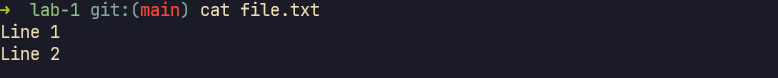 ➜ lab-1 git:(main) cat file.txt
Line 1
Line 2